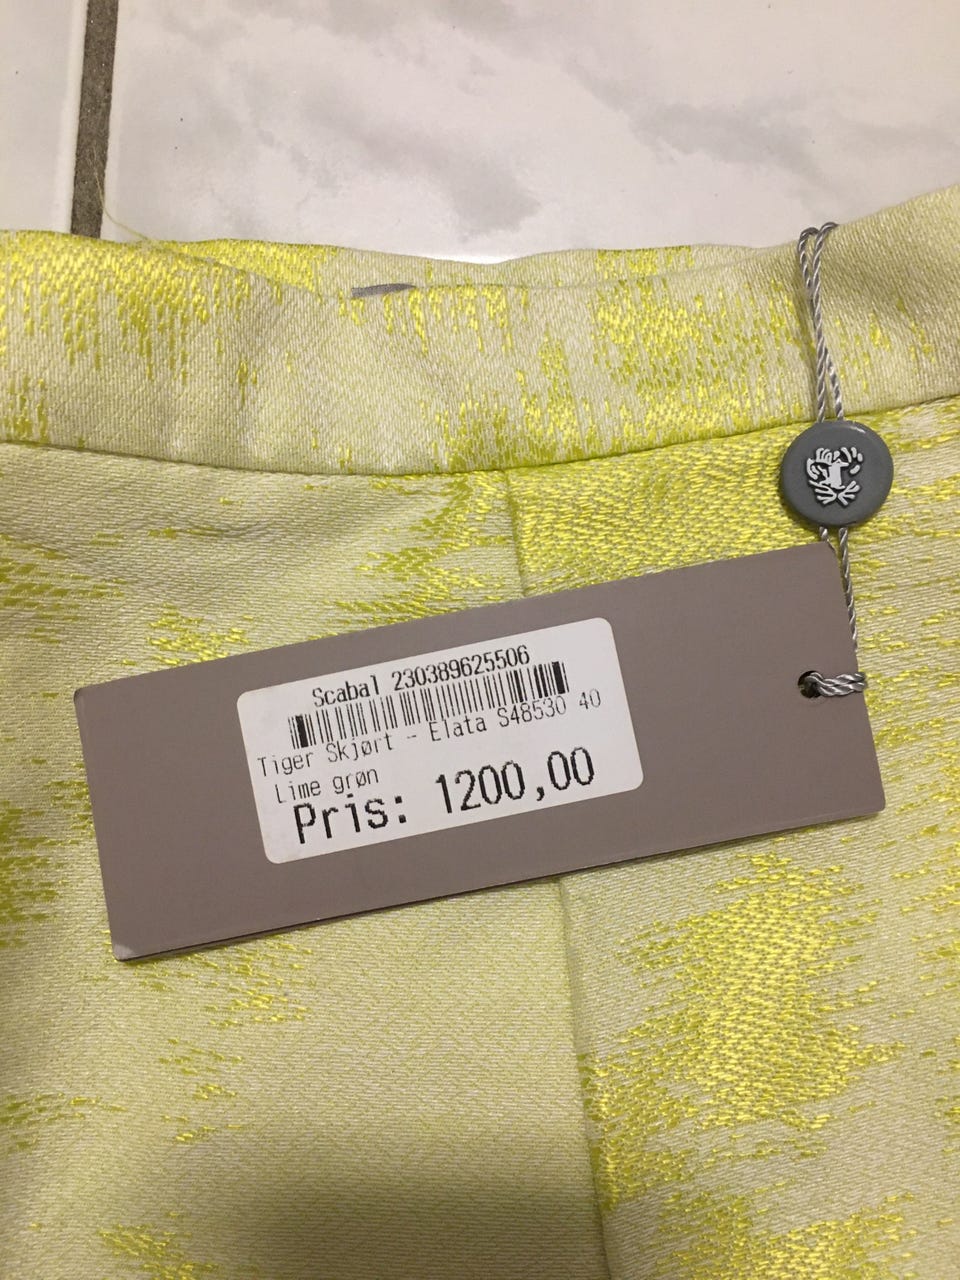 Scabal 230389625506
Tiger Skjørt - Elata S48530 40
Lime grøn
Pris: 1200,00